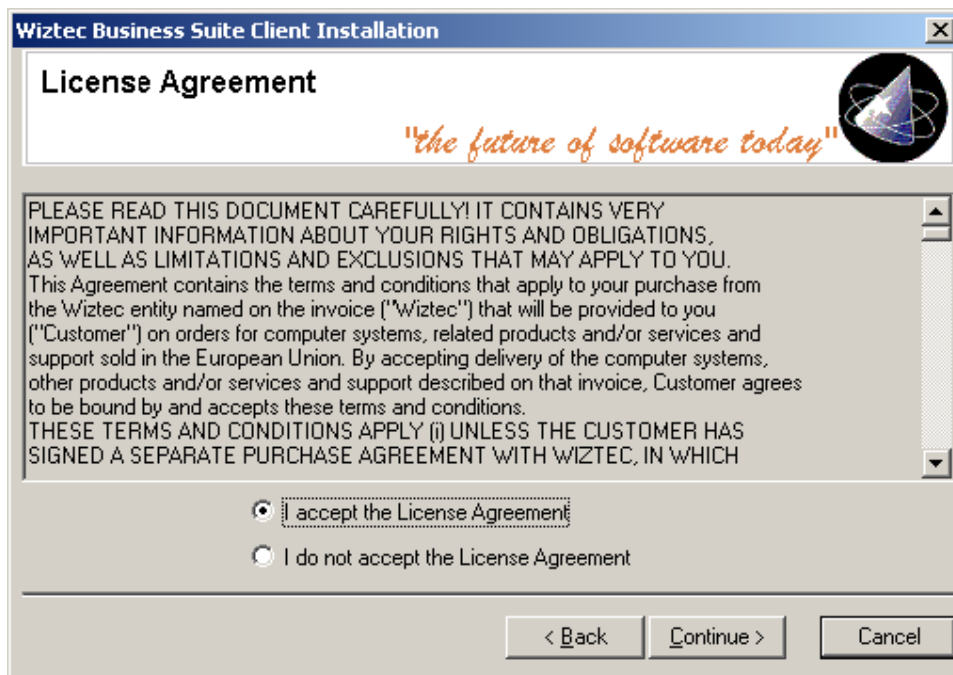 Wiztec Business Suite Client Installation
License Agreement
"the future of software today"
PLEASE READ THIS DOCUMENT CAREFULLY! IT CONTAINS VERY
IMPORTANT INFORMATION ABOUT YOUR RIGHTS AND OBLIGATIONS,
AS WELL AS LIMITATIONS AND EXCLUSIONS THAT MAY APPLY TO YOU.
This Agreement contains the terms and conditions that apply to your purchase from
the Wiztec entity named on the invoice ("Wiztec") that will be provided to you
("Customer") on orders for computer systems, related products and/or services and
support sold in the European Union. By accepting delivery of the computer systems,
other products and/or services and support described on that invoice, Customer agrees
to be bound by and accepts these terms and conditions.
THESE TERMS AND CONDITIONS APPLY (i) UNLESS THE CUSTOMER HAS
SIGNED A SEPARATE PURCHASE AGREEMENT WITH WIZTEC, IN WHICH
I accept the License Agreement
I do not accept the License Agreement
< Back Continue > Cancel